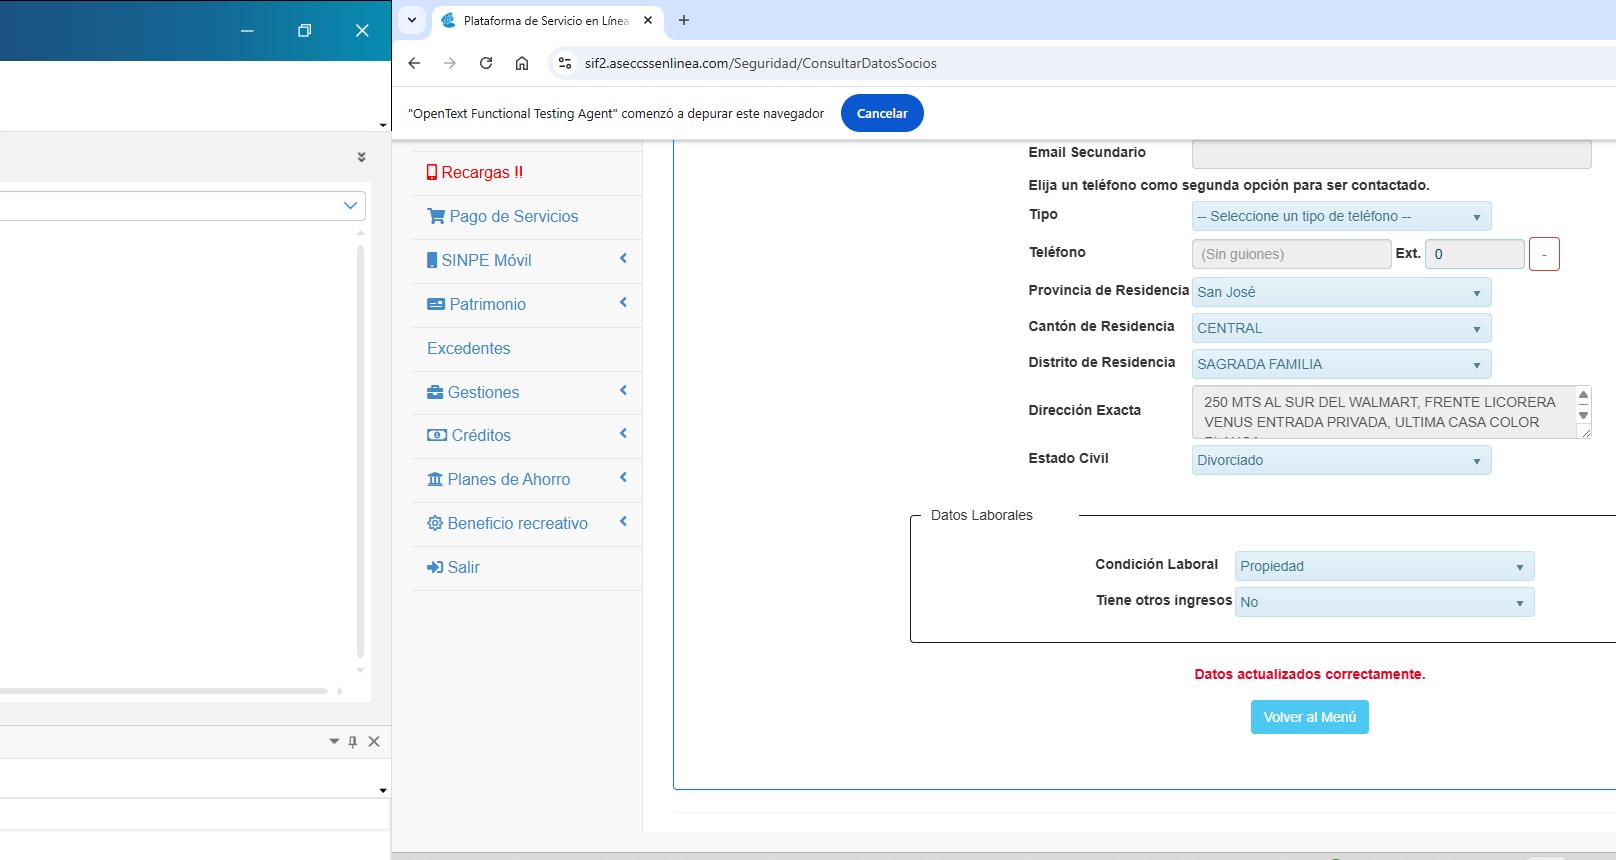 Plataforma de Servicio en Línea
sif2.aseccssenlinea.com/Seguridad/ConsultarDatosSocios
"OpenText Functional Testing Agent" comenzó a depurar este navegador
Cancelar
Recargas !!
Pago de Servicios
SINPE Móvil
Patrimonio
Excedentes
Gestiones
Créditos
Planes de Ahorro
Beneficio recreativo
Salir
Email Secundario
Elija un teléfono como segunda opción para ser contactado.
Tipo -- Seleccione un tipo de teléfono --
Teléfono (Sin guiones) Ext. 0 -
Provincia de Residencia San José
Cantón de Residencia CENTRAL
Distrito de Residencia SAGRADA FAMILIA
Dirección Exacta 250 MTS AL SUR DEL WALMART, FRENTE LICORERA
VENUS ENTRADA PRIVADA, ULTIMA CASA COLOR
Estado Civil Divorciado
Datos Laborales
Condición Laboral Propiedad
Tiene otros ingresos No
Datos actualizados correctamente.
Volver al Menú